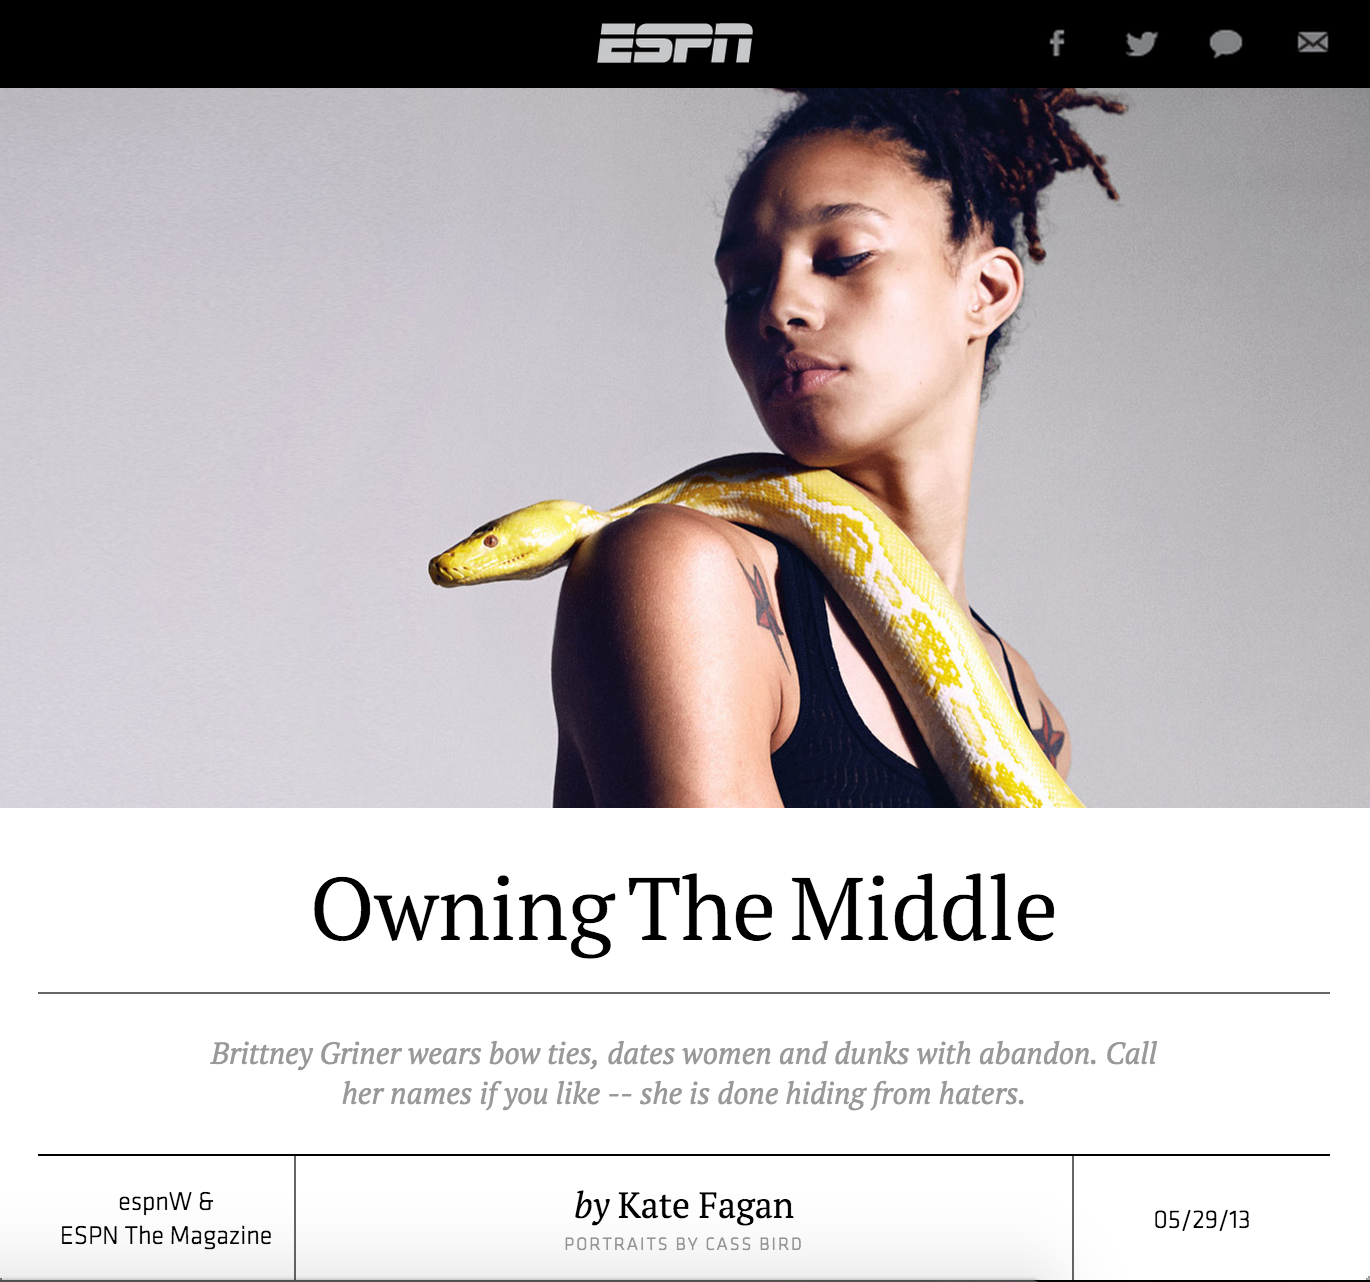 ESPN
Owning The Middle
Brittney Griner wears bow ties, dates women and dunks with abandon. Call
her names if you like -- she is done hiding from haters.
espnW &
ESPN The Magazine
by Kate Fagan
PORTRAITS BY CASS BIRD
05/29/13